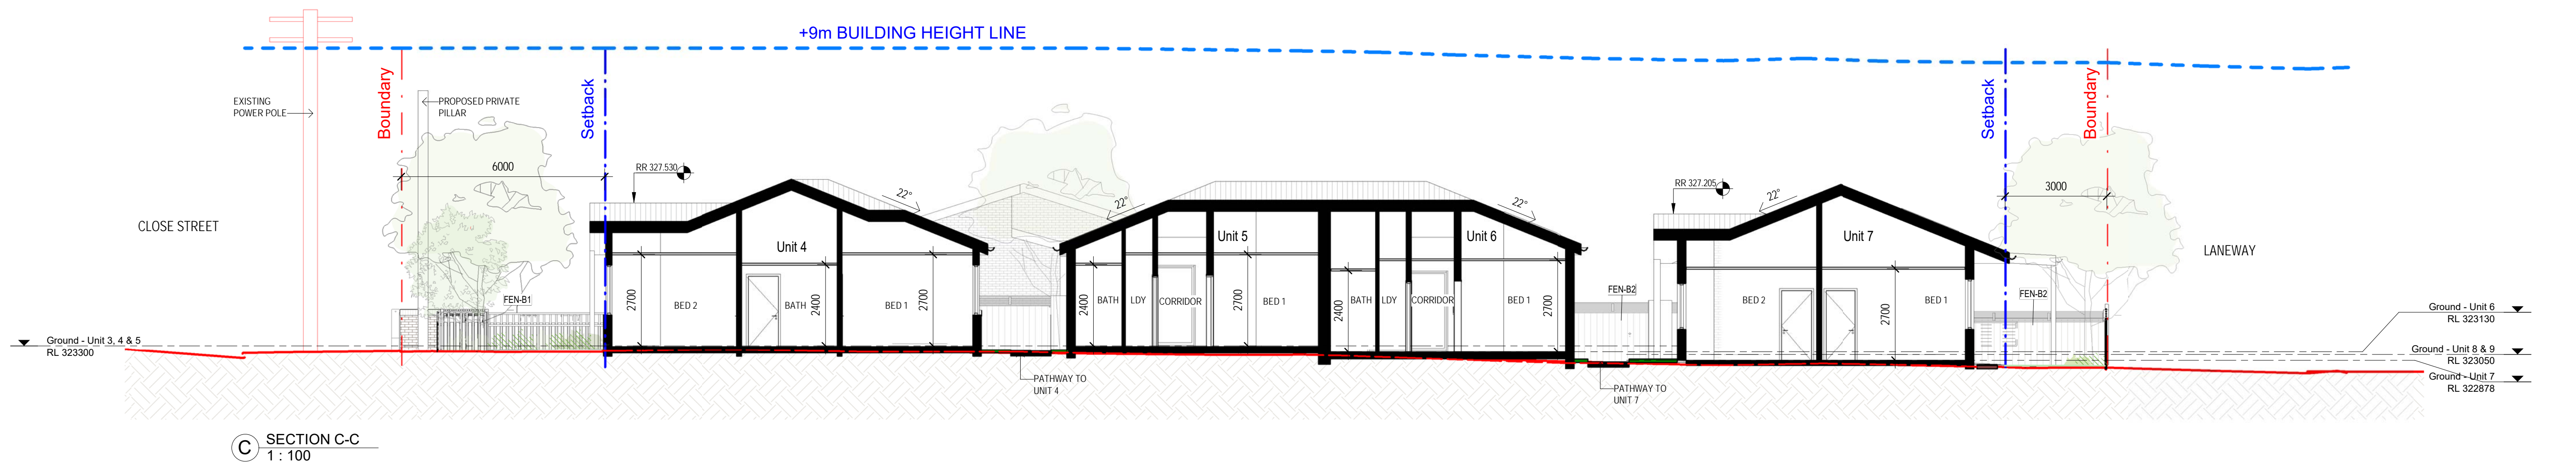 +9m BUILDING HEIGHT LINE
Boundary
Setback
Setback
Boundary
EXISTING
POWER POLE
PROPOSED PRIVATE
PILLAR
6000
RR 327.530
22°
22°
22°
RR 327.205
22°
3000
CLOSE STREET
LANEWAY
Unit 4
Unit 5
Unit 6
Unit 7
FEN-B1
2700
BED 2
BATH
2400
BED 1
2700
2400
BATH
LDY
CORRIDOR
2700
BED 1
2400
BATH
LDY
CORRIDOR
BED 1
2700
FEN-B2
BED 2
2700
BED 1
FEN-B2
Ground - Unit 3, 4 & 5
RL 323300
Ground - Unit 6
RL 323130
Ground - Unit 8 & 9
RL 323050
Ground - Unit 7
RL 322878
PATHWAY TO
UNIT 4
PATHWAY TO
UNIT 7
C
SECTION C-C
1 : 100